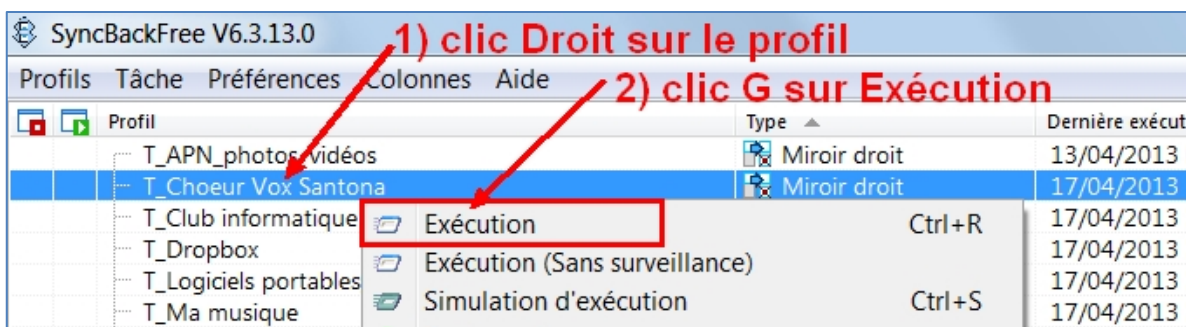 SyncBackFree V6.3.13.0
1) clic Droit sur le profil
Profils Tâche Préférences Colonnes Aide
2) clic G sur Exécution
Profil Type Dernière exécut
T_APN_photos_vidéos Miroir droit 13/04/2013
T_Choeur Vox Santona Miroir droit 17/04/2013
T_Club informatique 17/04/2013
Exécution Ctrl+R
T_Dropbox 17/04/2013
Exécution (Sans surveillance)
T_Logiciels portables 17/04/2013
Simulation d'exécution Ctrl+S
T_Ma musique 17/04/2013